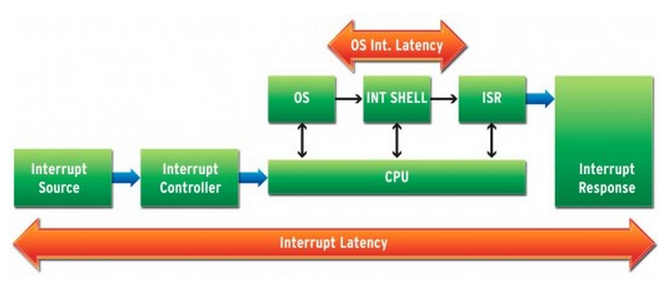 OS Int. Latency
OS
INT SHELL
ISR
Interrupt
Source
Interrupt
Controller
CPU
Interrupt
Response
Interrupt Latency